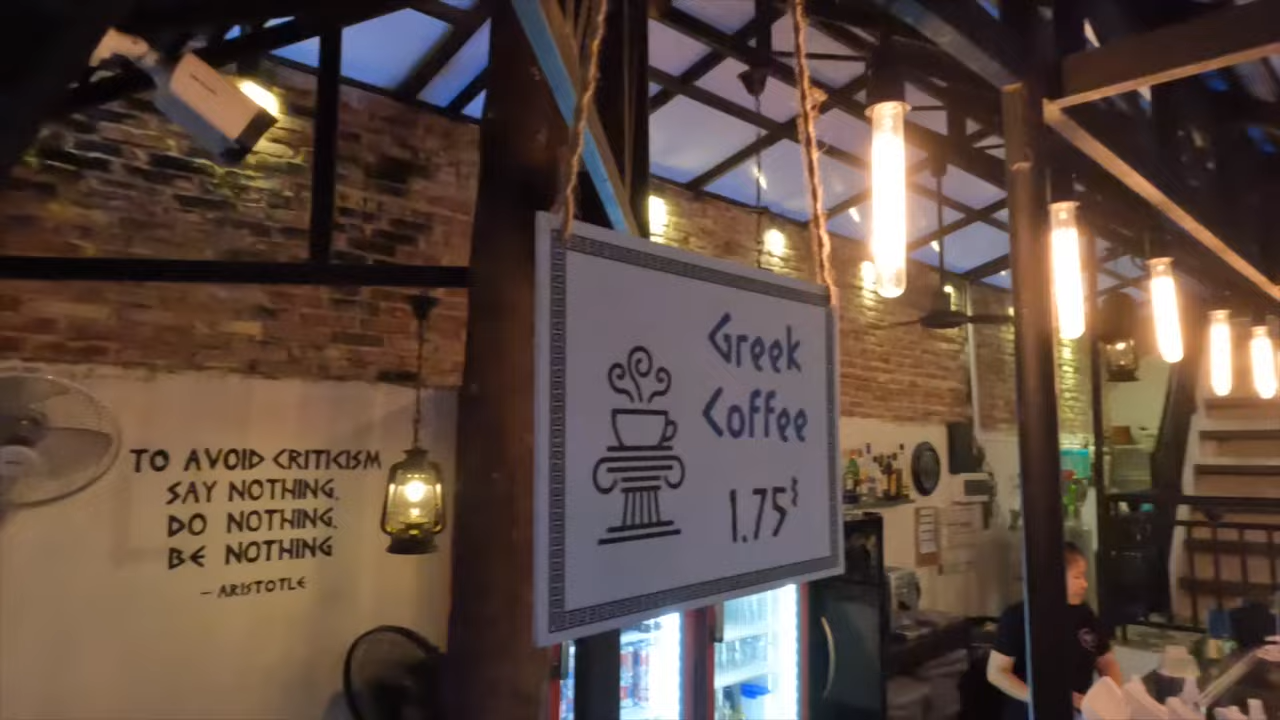 TO AVOID CRITICISM
SAY NOTHING,
DO NOTHING,
BE NOTHING
- ARISTOTLE
Greek
Coffee
1.75$